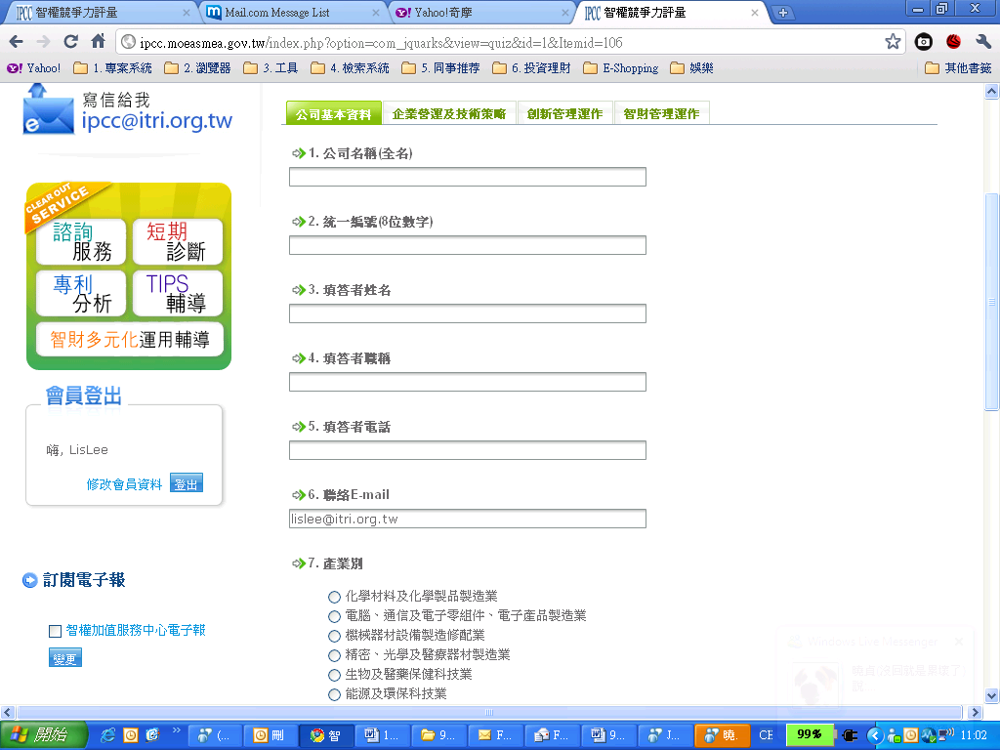 智權競爭力評量
Mail.com Message List
Yahoo!奇摩
智權競爭力評量
ipcc.moeasmea.gov.tw/index.php?option=com_jquarks&view=quiz&id=1&Itemid=106
Yahoo! 1. 專案系統 2. 瀏覽器 3. 工具 4. 檢索系統 5. 同事推荐 6. 投資理財 E-Shopping 娛樂 其他書籤
寫信給我
ipcc@itri.org.tw
CLEAR OUT
SERVICE
諮詢服務
短期診斷
專利分析
TIPS輔導
智財多元化運用輔導
會員登出
嗨, LisLee
修改會員資料 登出
訂閱電子報
智權加值服務中心電子報
變更
公司基本資料 企業營運及技術策略 創新管理運作 智財管理運作
1. 公司名稱(全名)
2. 統一編號(8位數字)
3. 填答者姓名
4. 填答者職稱
5. 填答者電話
6. 聯絡E-mail
lislee@itri.org.tw
7. 產業別
化學材料及化學製品製造業
電腦、通信及電子零組件、電子產品製造業
機械器材設備製造修配業
精密、光學及醫療器材製造業
生物及醫藥保健科技業
能源及環保科技業
Windows Live Messenger
開始 (... 刪 智 1... 9... F... F... 9... J... 曉. CH 99% 11:02